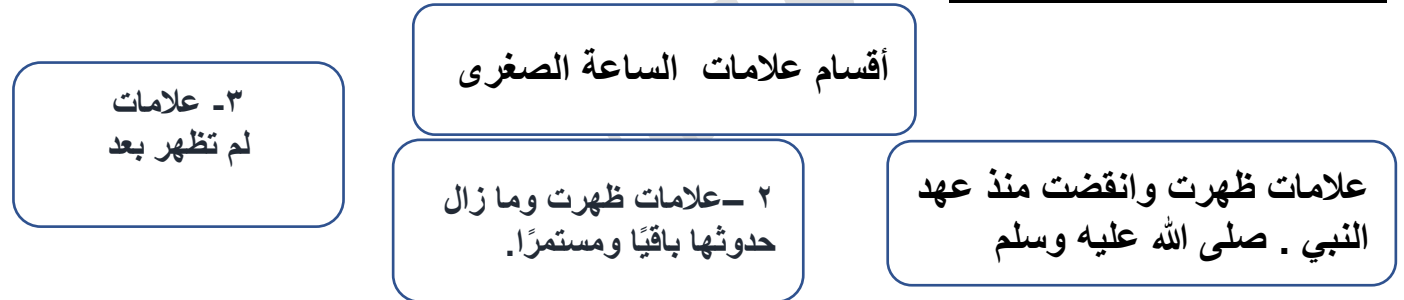 أقسام علامات الساعة الصغرى
علامات ظهرت وانقضت منذ عهد
النبي . صلى الله عليه وسلم
٢ –علامات ظهرت وما زال
حدوثها باقيًا ومستمرًا.
٣- علامات
لم تظهر بعد